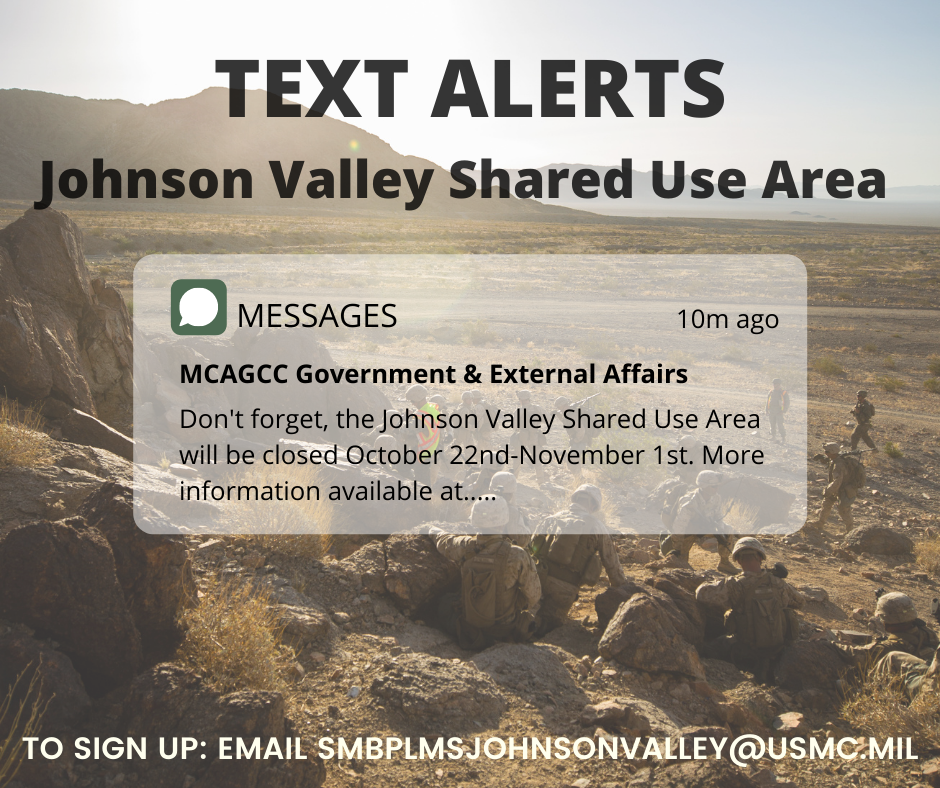 TEXT ALERTS
Johnson Valley Shared Use Area
MESSAGES
10m ago
MCAGCC Government & External Affairs
Don't forget, the Johnson Valley Shared Use Area
will be closed October 22nd-November 1st. More
information available at.....
TO SIGN UP: EMAIL SMBPLMSJOHNSONVALLEY@USMC.MIL